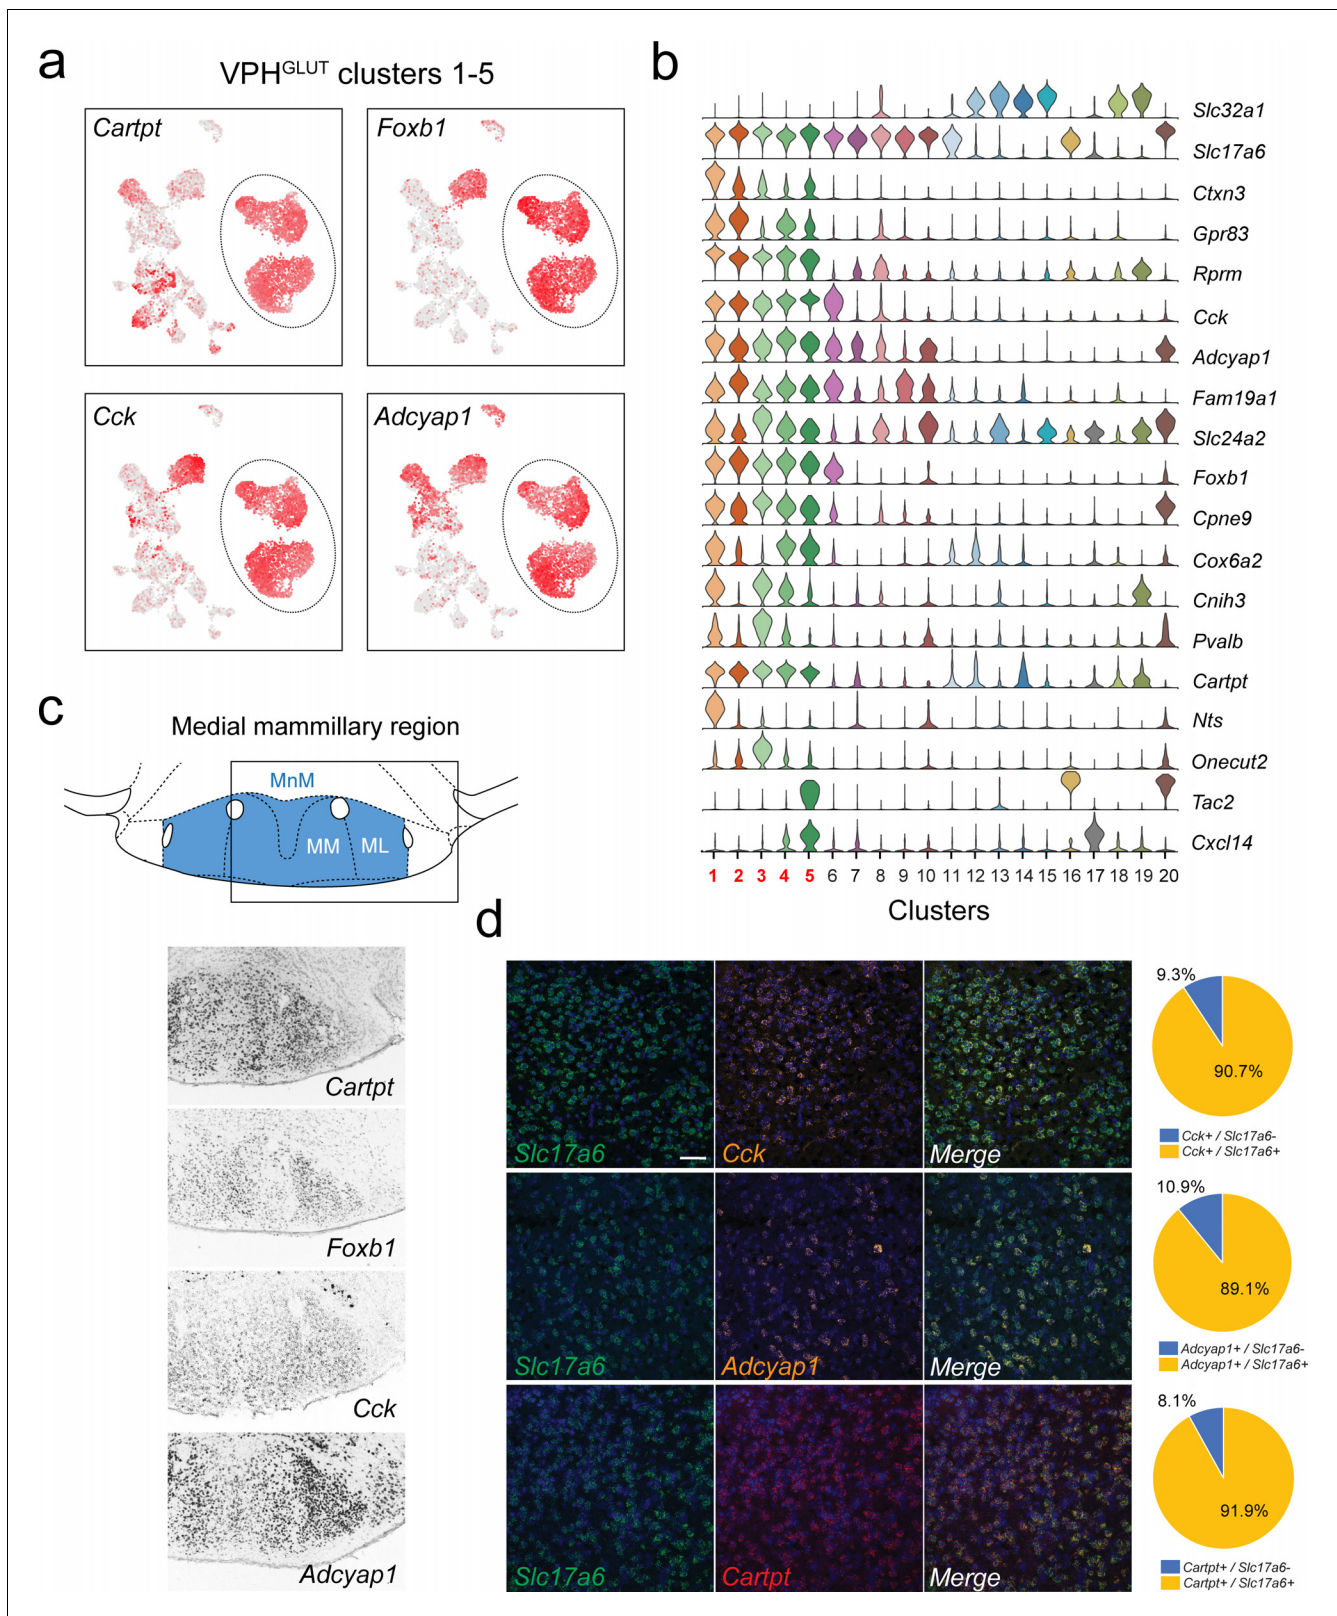 a
VPH^GLUT clusters 1-5
Cartpt
Foxb1
Cck
Adcyap1
b
Slc32a1
Slc17a6
Ctxn3
Gpr83
Rprm
Cck
Adcyap1
Fam19a1
Slc24a2
Foxb1
Cpne9
Cox6a2
Cnih3
Pvalb
Cartpt
Nts
Onecut2
Tac2
Cxcl14
1 2 3 4 5 6 7 8 9 10 11 12 13 14 15 16 17 18 19 20
Clusters
c
Medial mammillary region
MnM
MM
ML
Cartpt
Foxb1
Cck
Adcyap1
d
Slc17a6
Cck
Merge
9.3%
90.7%
Cck+ / Slc17a6-
Cck+ / Slc17a6+
Slc17a6
Adcyap1
Merge
10.9%
89.1%
Adcyap1+ / Slc17a6-
Adcyap1+ / Slc17a6+
Slc17a6
Cartpt
Merge
8.1%
91.9%
Cartpt+ / Slc17a6-
Cartpt+ / Slc17a6+